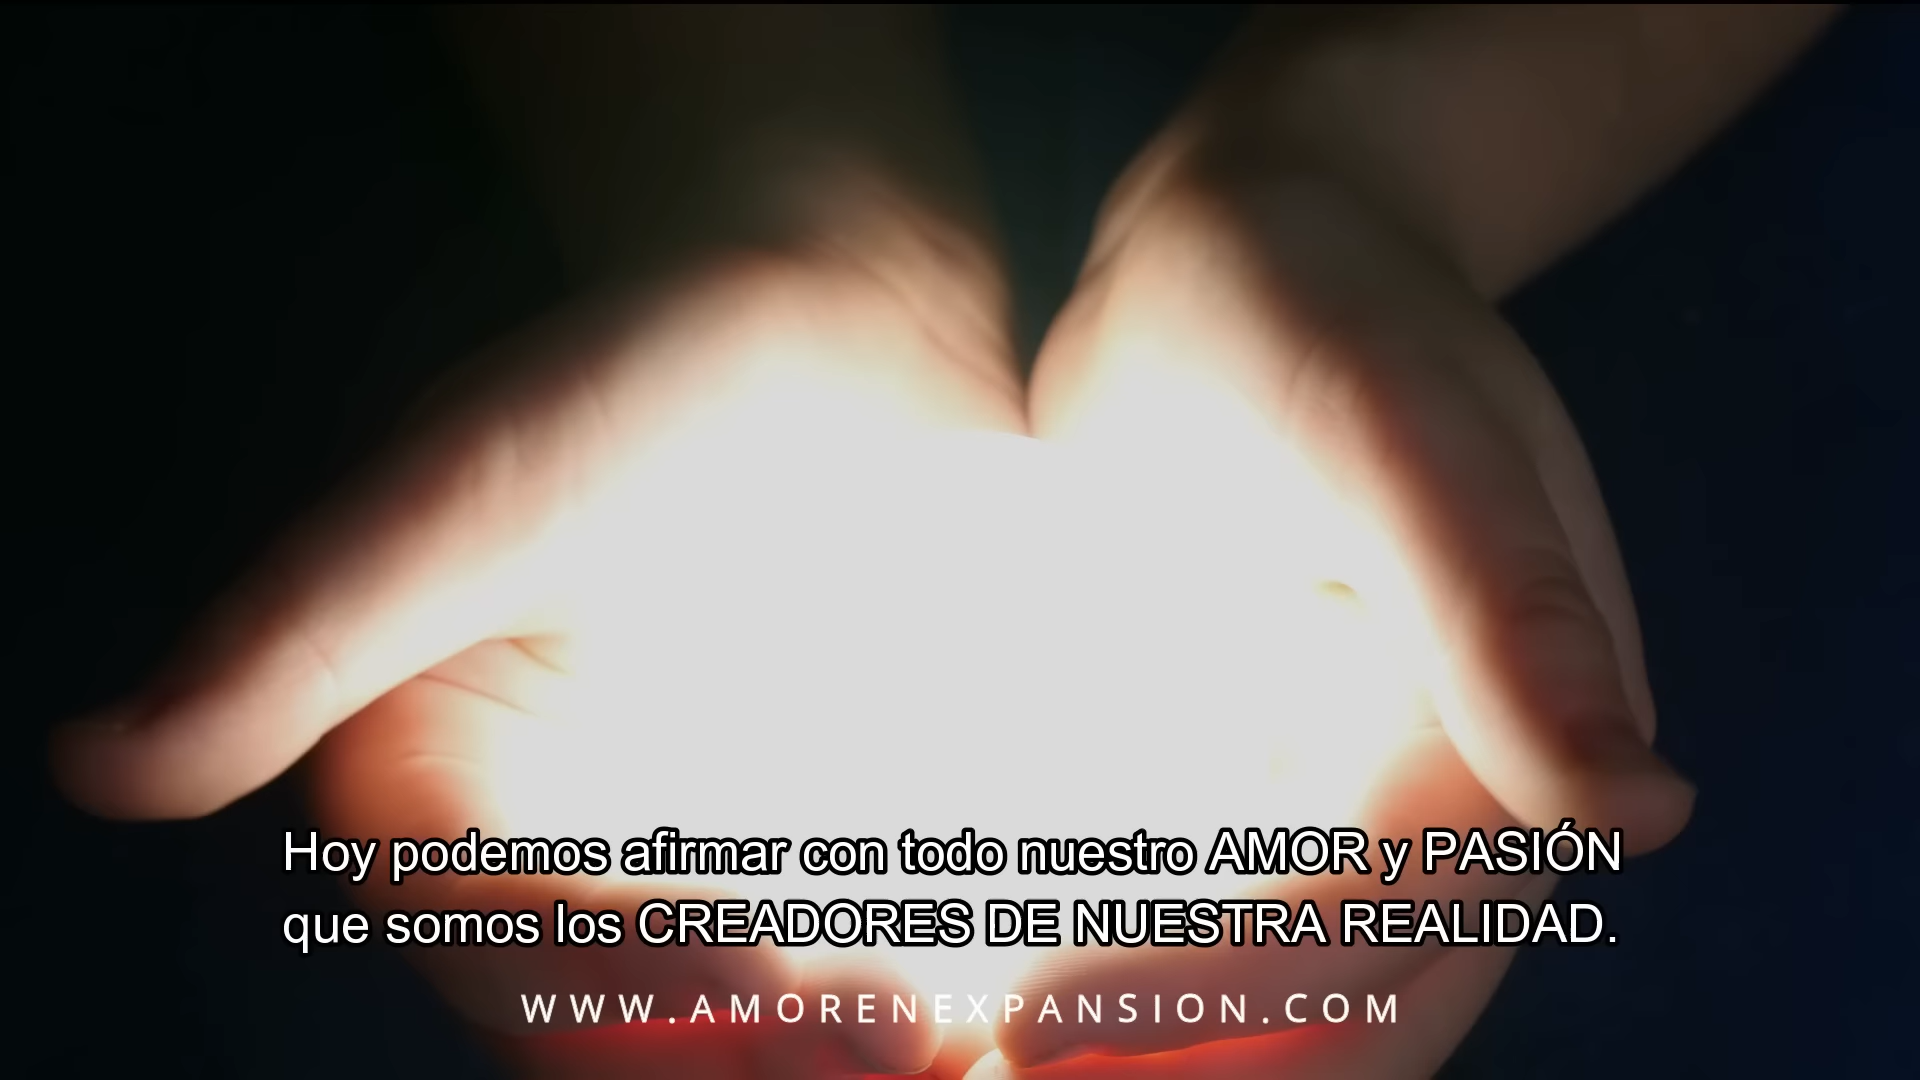 Hoy podemos afirmar con todo nuestro AMOR y PASIÓN
que somos los CREADORES DE NUESTRA REALIDAD.
WWW.AMORENEXPANSION.COM